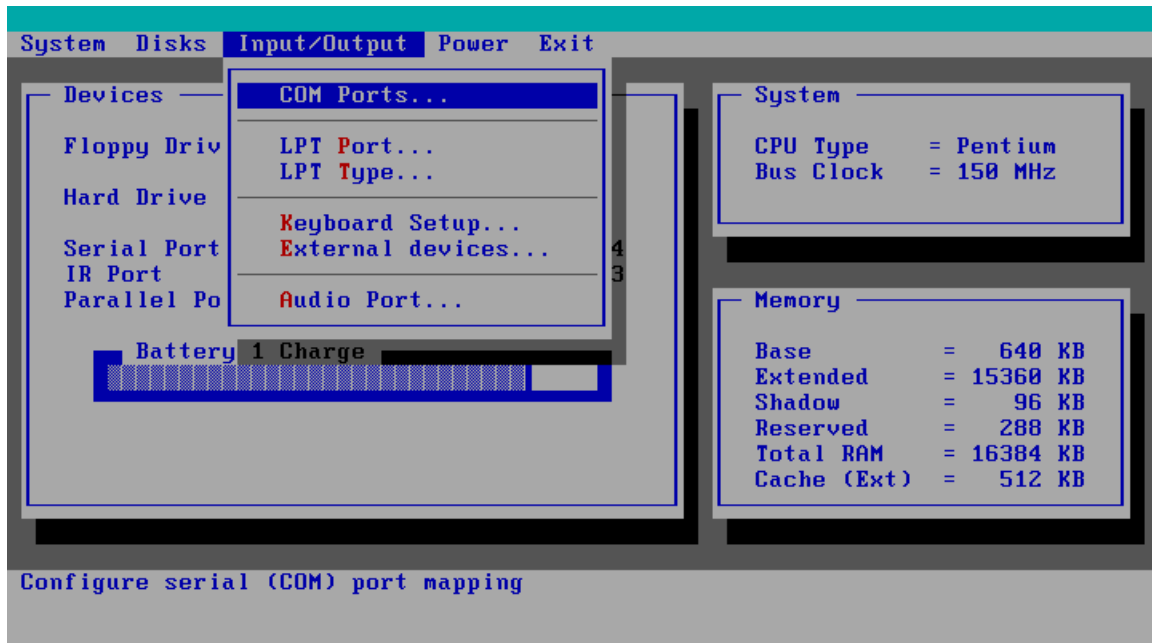 System  Disks  Input/Output  Power  Exit
COM Ports...
LPT Port...
LPT Type...
Keyboard Setup...
External devices...
Audio Port...
Devices
Floppy Driv
Hard Drive
Serial Port 4
IR Port 3
Parallel Po
Battery 1 Charge
System
CPU Type = Pentium
Bus Clock = 150 MHz
Memory
Base = 640 KB
Extended = 15360 KB
Shadow = 96 KB
Reserved = 288 KB
Total RAM = 16384 KB
Cache (Ext) = 512 KB
Configure serial (COM) port mapping